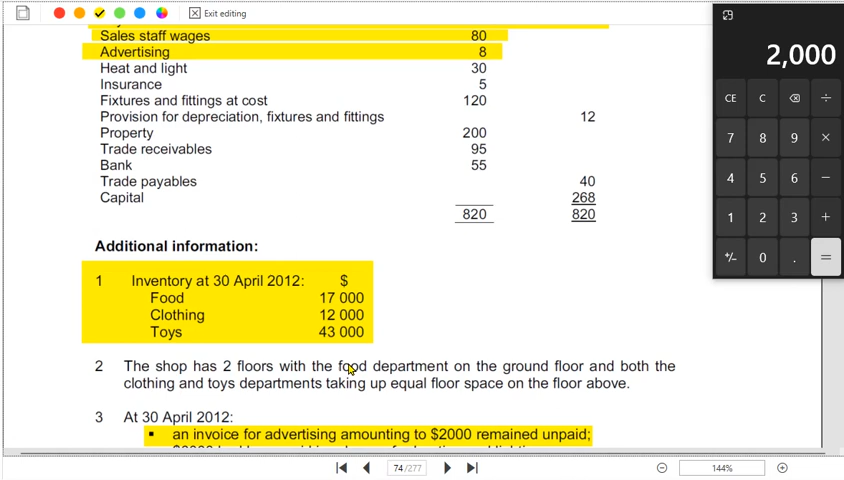 Exit editing
Sales staff wages 80
Advertising 8
Heat and light 30
Insurance 5
Fixtures and fittings at cost 120
Provision for depreciation, fixtures and fittings 12
Property 200
Trade receivables 95
Bank 55
Trade payables 40
Capital 268
820 820
Additional information:
1 Inventory at 30 April 2012: $
Food 17 000
Clothing 12 000
Toys 43 000
2 The shop has 2 floors with the food department on the ground floor and both the
clothing and toys departments taking up equal floor space on the floor above.
3 At 30 April 2012:
▪ an invoice for advertising amounting to $2000 remained unpaid;
74 /277
144%
2,000
CE C ⌫ ÷
7 8 9 ×
4 5 6 −
1 2 3 +
+/− 0 . =